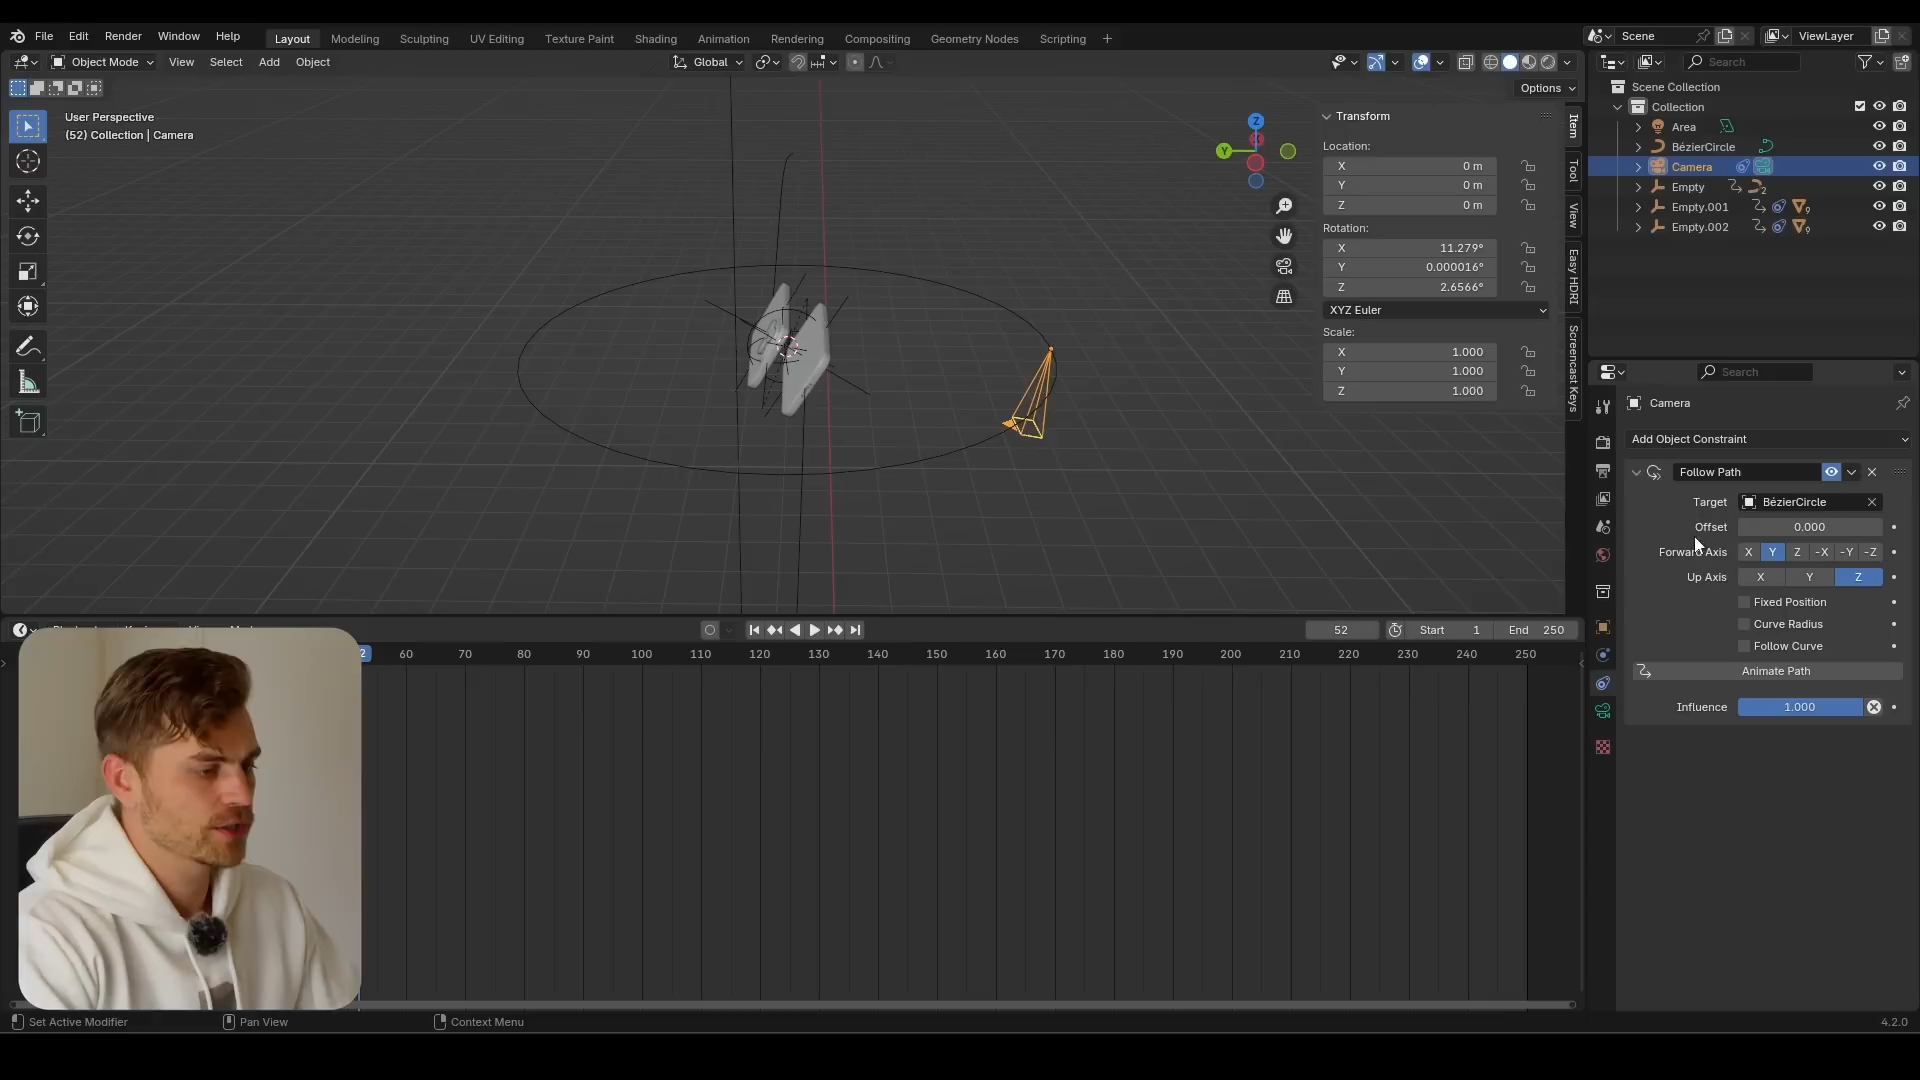 File Edit Render Window Help Layout Modeling Sculpting UV Editing Texture Paint Shading Animation Rendering Compositing Geometry Nodes Scripting + Scene ViewLayer
Object Mode View Select Add Object Global Search
Options
User Perspective
(52) Collection | Camera
Transform
Location:
X 0 m
Y 0 m
Z 0 m
Rotation:
X 11.279°
Y 0.000016°
Z 2.6566°
XYZ Euler
Scale:
X 1.000
Y 1.000
Z 1.000
Z
Y
Item
Tool
View
Easy HDRI
Screencast Keys
Scene Collection
Collection
Area
BézierCircle
Camera
Empty 2
Empty.001 9
Empty.002 9
Search
Camera
Add Object Constraint
Follow Path
Target BézierCircle
Offset 0.000
Forward Axis X Y Z -X -Y -Z
Up Axis X Y Z
Fixed Position
Curve Radius
Follow Curve
Animate Path
Influence 1.000
52 Start 1 End 250
60 70 80 90 100 110 120 130 140 150 160 170 180 190 200 210 220 230 240 250
Set Active Modifier Pan View Context Menu 4.2.0